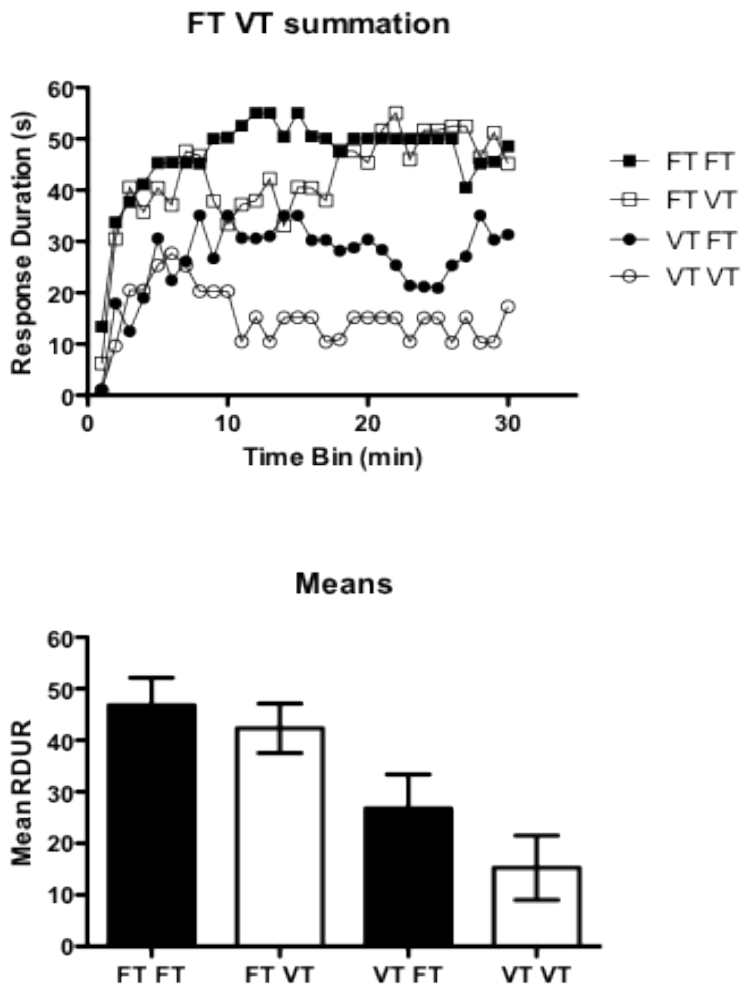 FT VT summation
Response Duration (s)
60
50
40
30
20
10
0
0 10 20 30
Time Bin (min)
FT FT
FT VT
VT FT
VT VT
Means
MeanRDUR
60
50
40
30
20
10
0
FT FT FT VT VT FT VT VT